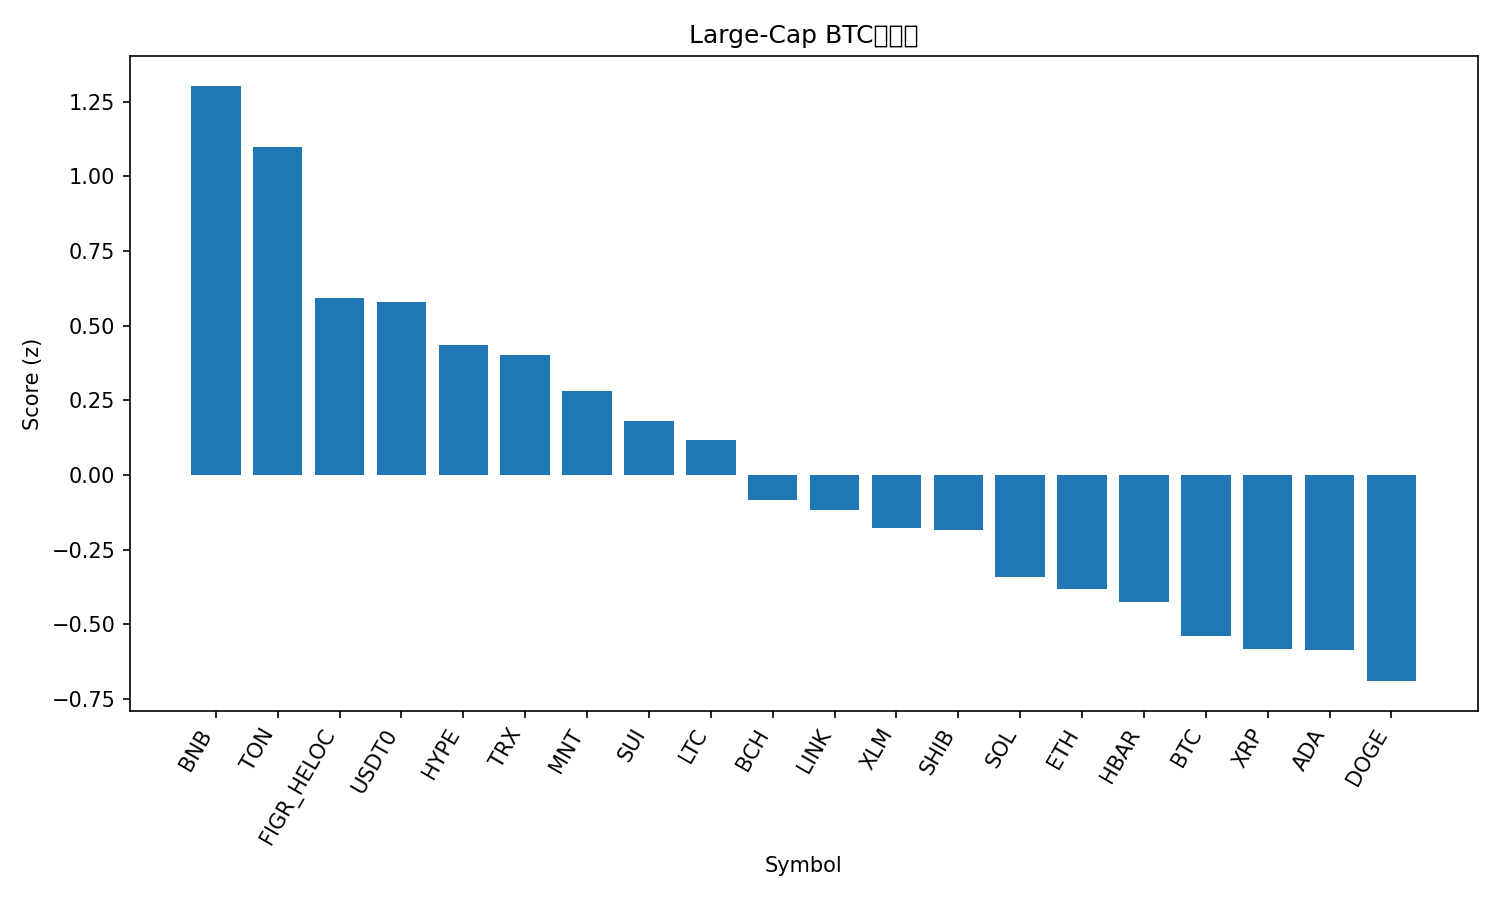 Large-Cap BTC
1.25
1.00
0.75
0.50
0.25
0.00
−0.25
−0.50
−0.75
Score (z)
BNB
TON
FIGR_HELOC
USDT0
HYPE
TRX
MNT
SUI
LTC
BCH
LINK
XLM
SHIB
SOL
ETH
HBAR
BTC
XRP
ADA
DOGE
Symbol